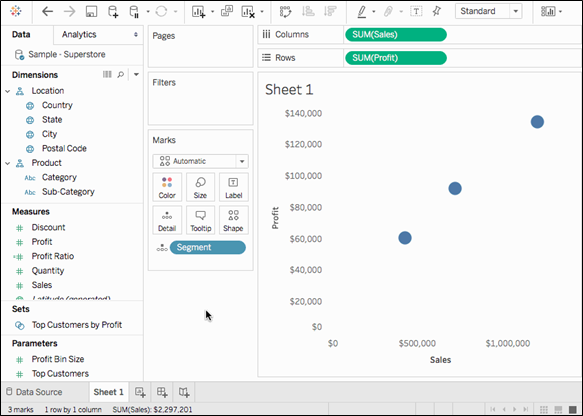 Standard
Data
Analytics
Pages
Columns
SUM(Sales)
Sample - Superstore
Rows
SUM(Profit)
Dimensions
Filters
Sheet 1
Location
Country
State
City
Postal Code
Product
Abc Category
Abc Sub-Category
Marks
Automatic
Color
Size
Label
Detail
Tooltip
Shape
Segment
Measures
# Discount
# Profit
=# Profit Ratio
# Quantity
# Sales
Latitude (generated)
Sets
Top Customers by Profit
Parameters
# Profit Bin Size
# Top Customers
Profit
$140,000
$120,000
$100,000
$80,000
$60,000
$40,000
$20,000
$0
$0
$500,000
$1,000,000
Sales
Data Source
Sheet 1
3 marks
1 row by 1 column
SUM(Sales): $2,297,201